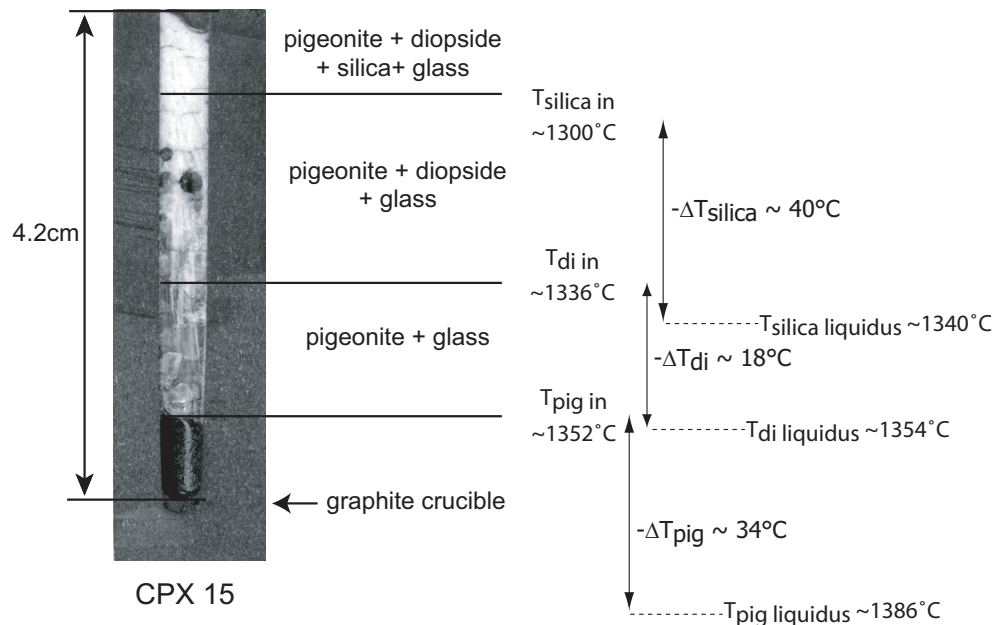 pigeonite + diopside
+ silica+ glass
Tsilica in
~1300˚C
pigeonite + diopside
+ glass
-ΔTsilica ~ 40°C
4.2cm
Tdi in
~1336˚C
Tsilica liquidus ~1340˚C
pigeonite + glass
-ΔTdi ~ 18°C
Tpig in
~1352˚C
Tdi liquidus ~1354˚C
graphite crucible
-ΔTpig ~ 34°C
CPX 15
Tpig liquidus ~1386˚C